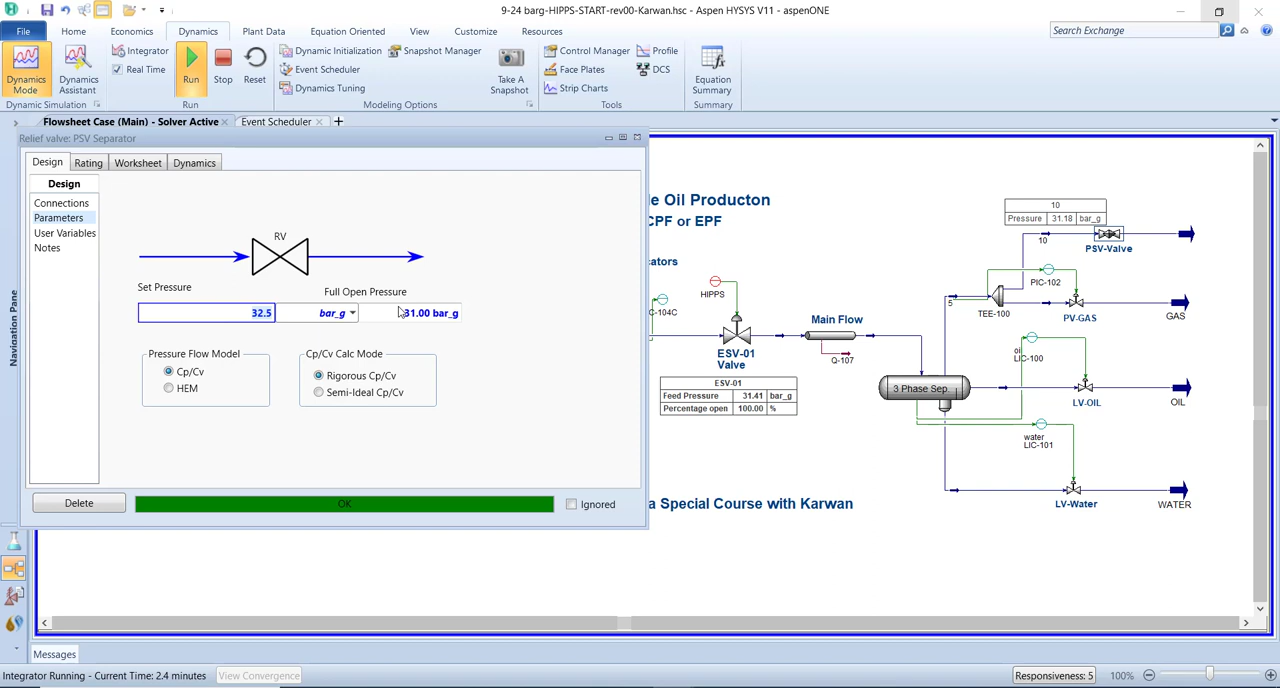 9-24 barg-HIPPS-START-rev00-Karwan.hsc - Aspen HYSYS V11 - aspenONE
File Home Economics Dynamics Plant Data Equation Oriented View Customize Resources Search Exchange
Dynamics Mode
Dynamics Assistant
Integrator
Real Time
Dynamic Simulation
Run
Stop
Reset
Run
Dynamic Initialization
Snapshot Manager
Event Scheduler
Dynamics Tuning
Take A Snapshot
Modeling Options
Control Manager
Profile
Face Plates
DCS
Strip Charts
Tools
Equation Summary
Summary
Flowsheet Case (Main) - Solver Active
Event Scheduler
Navigation Pane
Relief valve: PSV Separator
Design Rating Worksheet Dynamics
Design
Connections
Parameters
User Variables
Notes
RV
Set Pressure
Full Open Pressure
32.5 bar_g
31.00 bar_g
Pressure Flow Model
Cp/Cv
HEM
Cp/Cv Calc Mode
Rigorous Cp/Cv
Semi-Ideal Cp/Cv
Delete
OK
Ignored
le Oil Producton
CPF or EPF
cators
C-104C
HIPPS
ESV-01
Valve
ESV-01
Feed Pressure 31.41 bar_g
Percentage open 100.00 %
Main Flow
Q-107
3 Phase Sep.
10
Pressure 31.18 bar_g
10
PSV-Valve
5
PIC-102
TEE-100
PV-GAS
GAS
oil
LIC-100
LV-OIL
OIL
water
LIC-101
LV-Water
WATER
a Special Course with Karwan
Messages
Integrator Running - Current Time: 2.4 minutes
View Convergence
Responsiveness: 5
100%